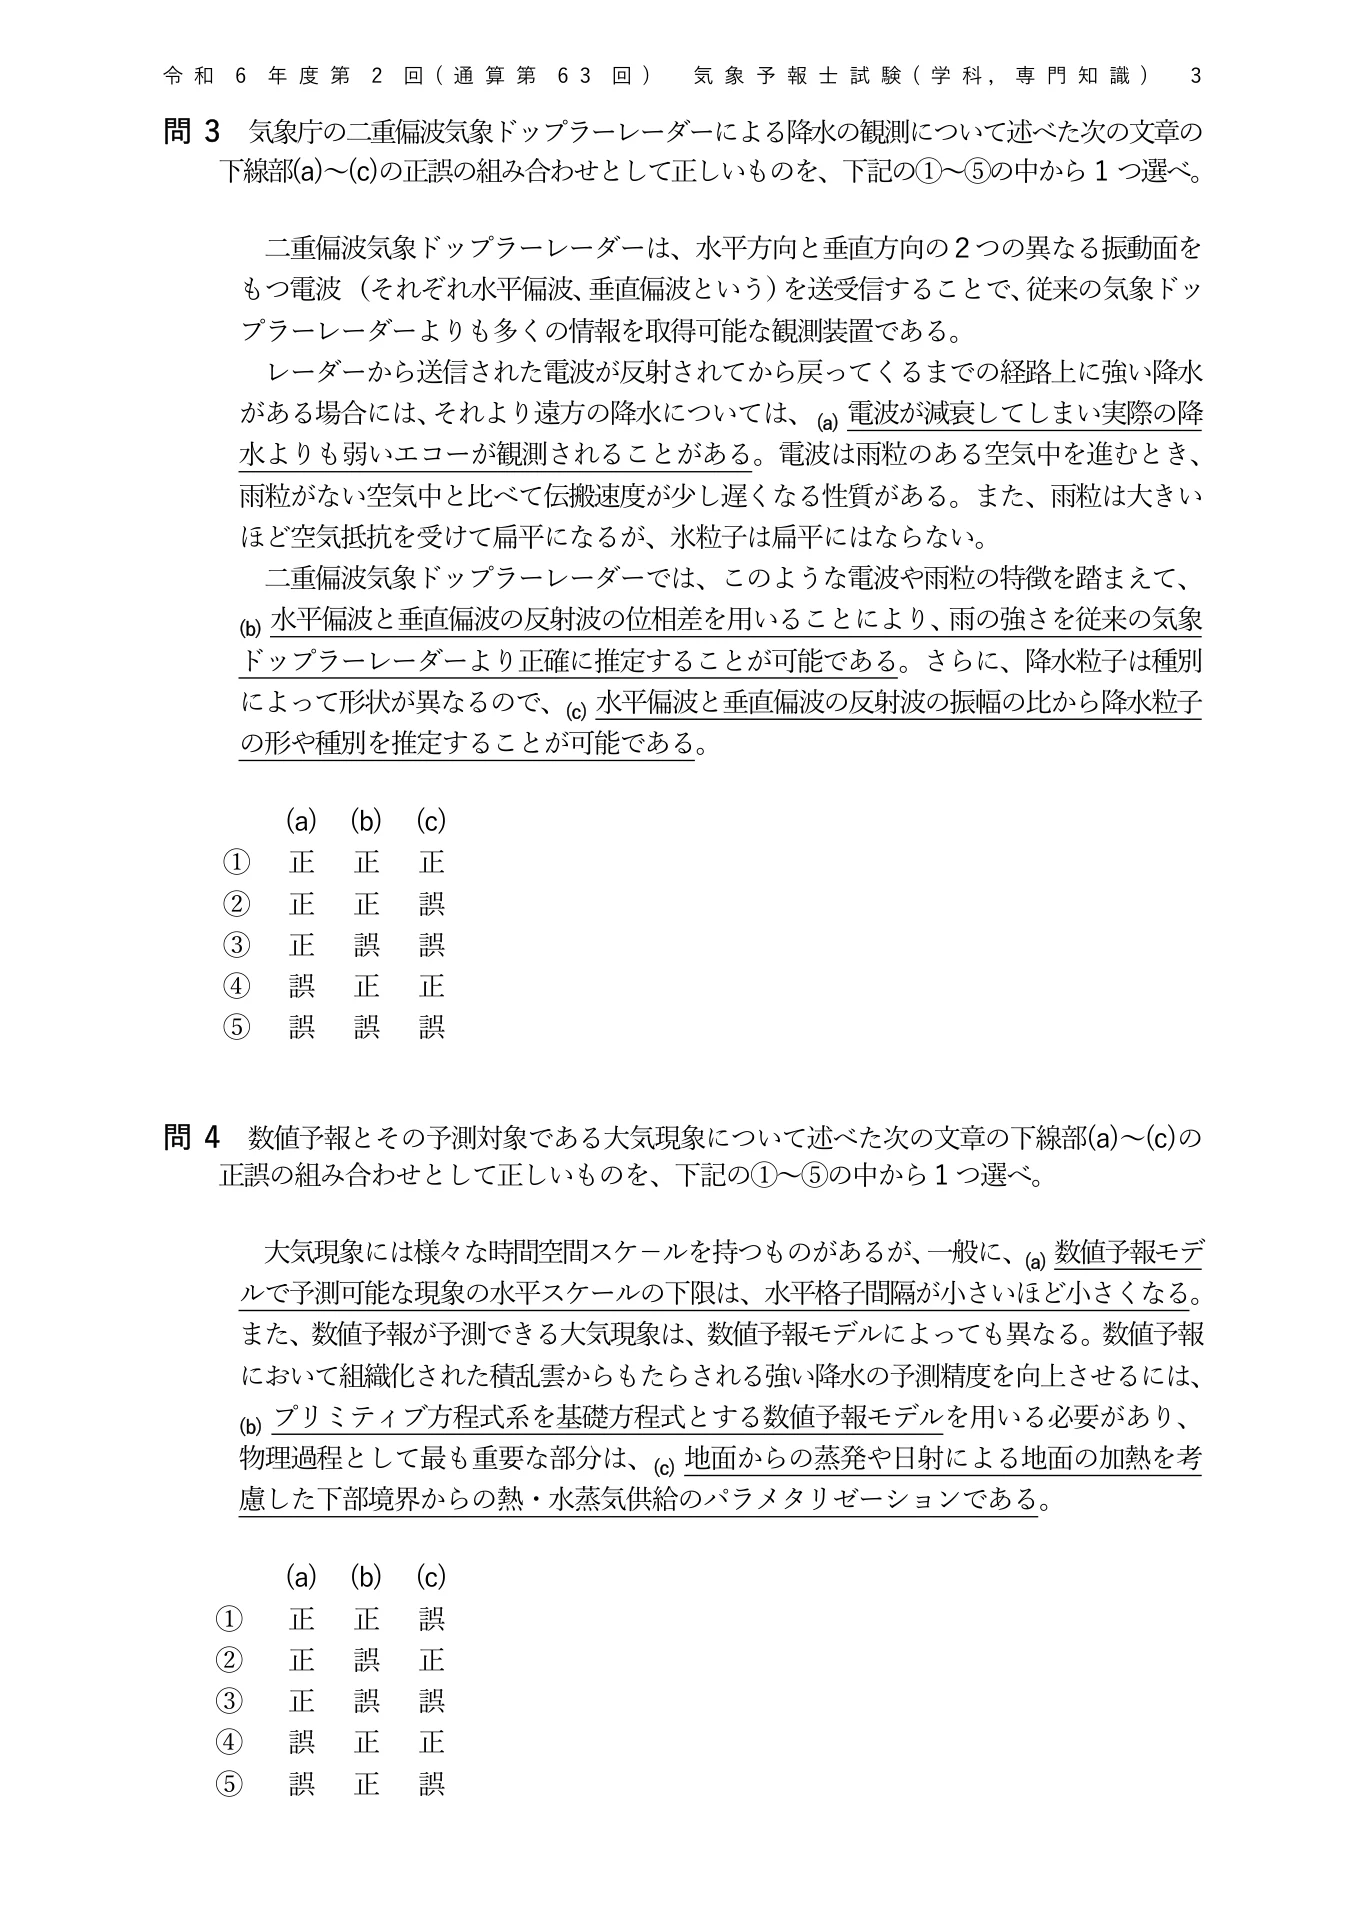 令和6年度第2回(通算第63回) 気象予報士試験(学科,専門知識) 3
問 3 気象庁の二重偏波気象ドップラーレーダーによる降水の観測について述べた次の文章の
下線部(a)～(c)の正誤の組み合わせとして正しいものを、下記の①～⑤の中から 1 つ選べ。
二重偏波気象ドップラーレーダーは、水平方向と垂直方向の2つの異なる振動面を
もつ電波（それぞれ水平偏波、垂直偏波という）を送受信することで、従来の気象ドッ
プラーレーダーよりも多くの情報を取得可能な観測装置である。
レーダーから送信された電波が反射されてから戻ってくるまでの経路上に強い降水
がある場合には、それより遠方の降水については、(a) 電波が減衰してしまい実際の降
水よりも弱いエコーが観測されることがある。電波は雨粒のある空気中を進むとき、
雨粒がない空気中と比べて伝搬速度が少し遅くなる性質がある。また、雨粒は大きい
ほど空気抵抗を受けて扁平になるが、氷粒子は扁平にはならない。
二重偏波気象ドップラーレーダーでは、このような電波や雨粒の特徴を踏まえて、
(b) 水平偏波と垂直偏波の反射波の位相差を用いることにより、雨の強さを従来の気象
ドップラーレーダーより正確に推定することが可能である。さらに、降水粒子は種別
によって形状が異なるので、(c) 水平偏波と垂直偏波の反射波の振幅の比から降水粒子
の形や種別を推定することが可能である。
(a) (b) (c)
① 正 正 正
② 正 正 誤
③ 正 誤 誤
④ 誤 正 正
⑤ 誤 誤 誤
問 4 数値予報とその予測対象である大気現象について述べた次の文章の下線部(a)～(c)の
正誤の組み合わせとして正しいものを、下記の①～⑤の中から 1 つ選べ。
大気現象には様々な時間空間スケールを持つものがあるが、一般に、(a) 数値予報モデ
ルで予測可能な現象の水平スケールの下限は、水平格子間隔が小さいほど小さくなる。
また、数値予報が予測できる大気現象は、数値予報モデルによっても異なる。数値予報
において組織化された積乱雲からもたらされる強い降水の予測精度を向上させるには、
(b) プリミティブ方程式系を基礎方程式とする数値予報モデルを用いる必要があり、
物理過程として最も重要な部分は、(c) 地面からの蒸発や日射による地面の加熱を考
慮した下部境界からの熱・水蒸気供給のパラメタリゼーションである。
(a) (b) (c)
① 正 正 誤
② 正 誤 正
③ 正 誤 誤
④ 誤 正 正
⑤ 誤 正 誤